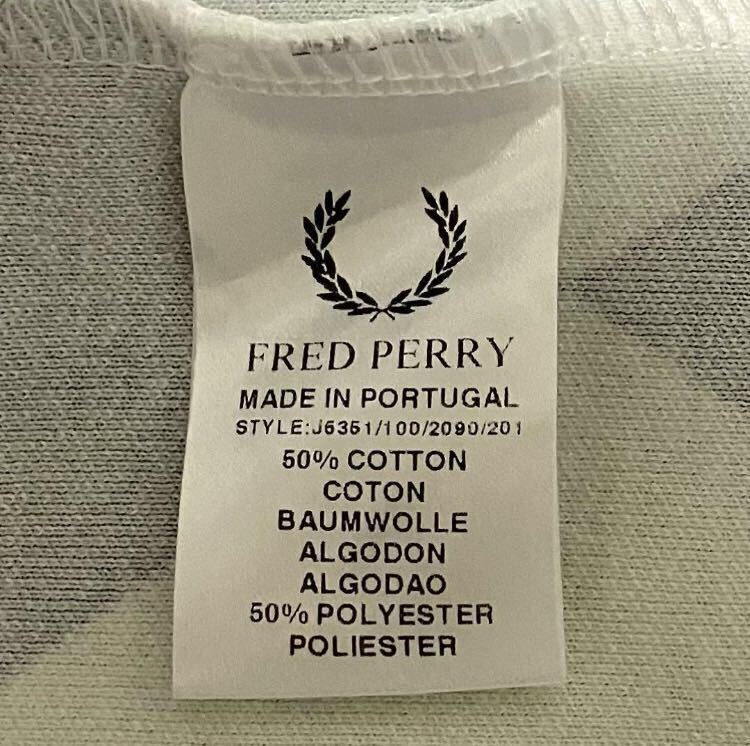 FRED PERRY
MADE IN PORTUGAL
STYLE:J6351/100/2090/201
50% COTTON
COTON
BAUMWOLLE
ALGODON
ALGODAO
50% POLYESTER
POLIESTER